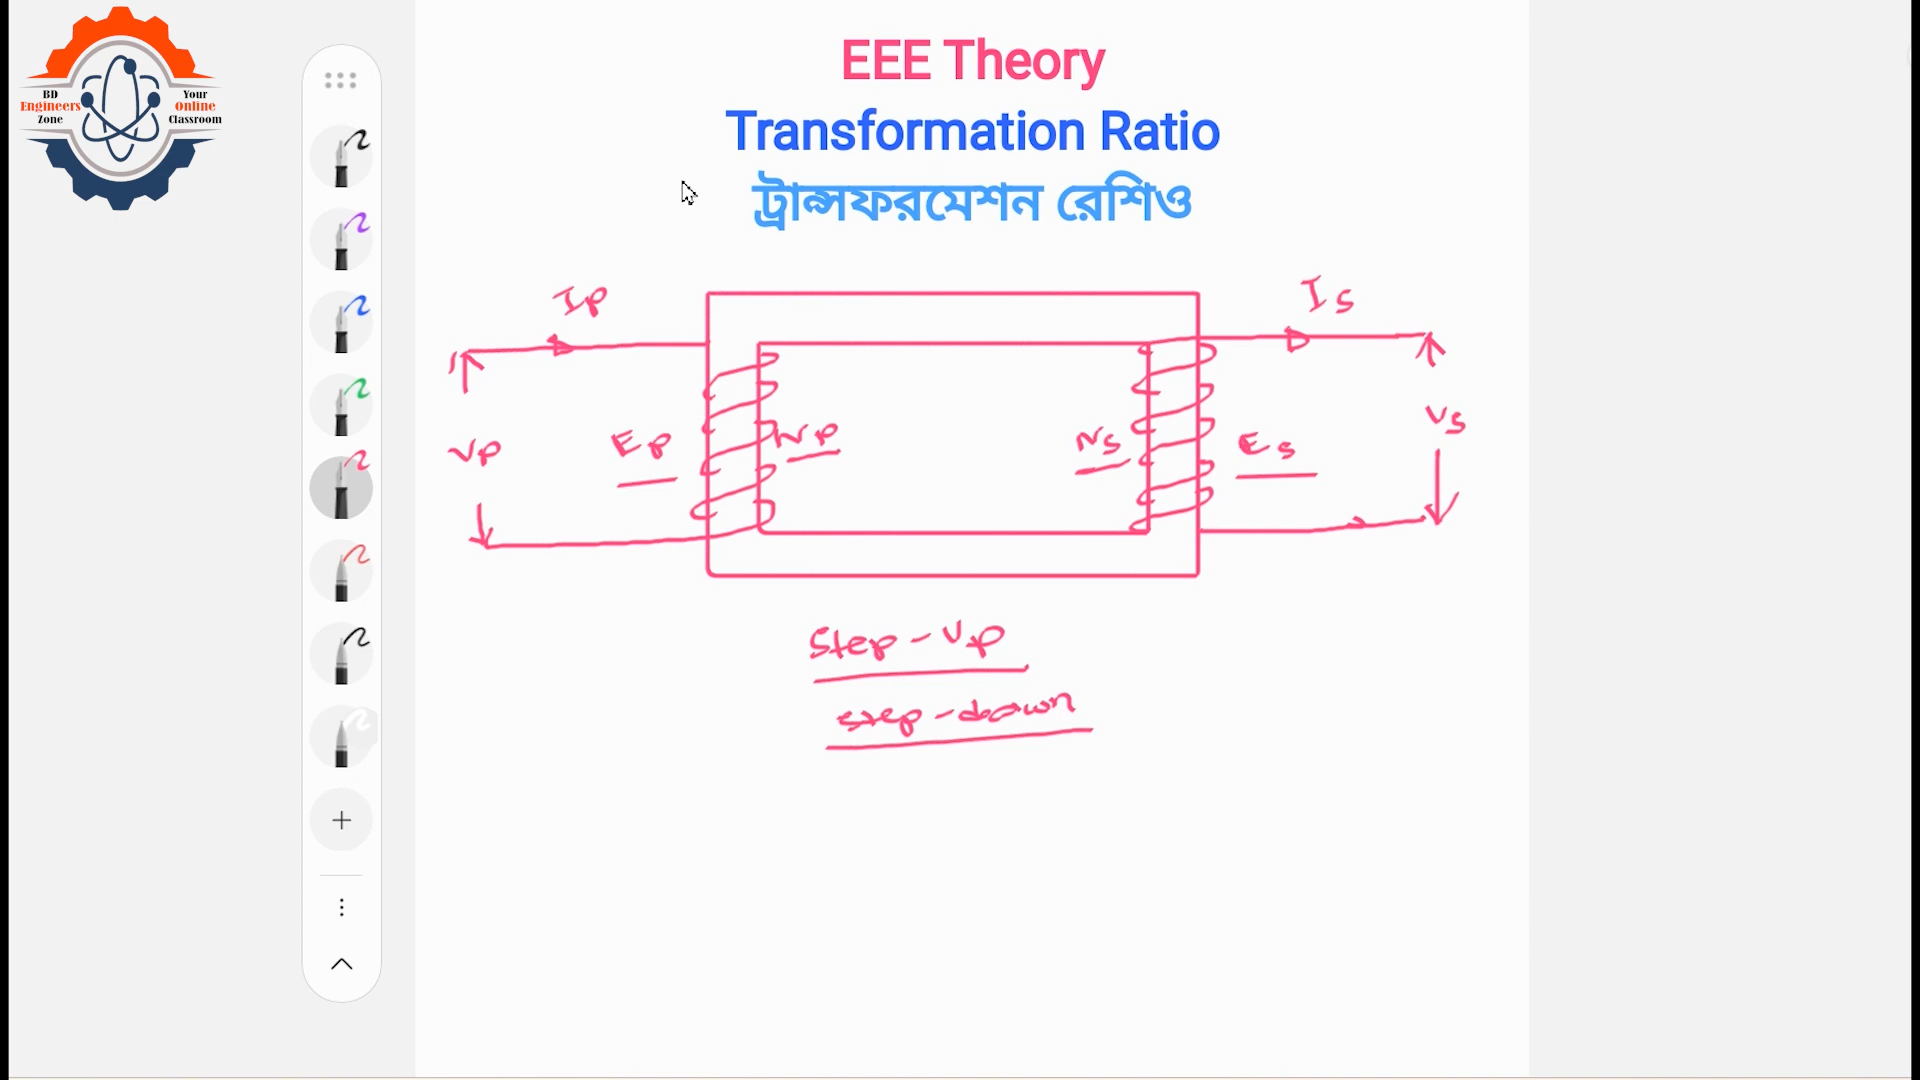 BD
Engineers
Zone
Your
Online
Classroom
EEE Theory
Transformation Ratio
ট্রান্সফরমেশন রেশিও
Ip
Is
Vp
Ep
Np
Ns
Es
Vs
Step-Up
step-down